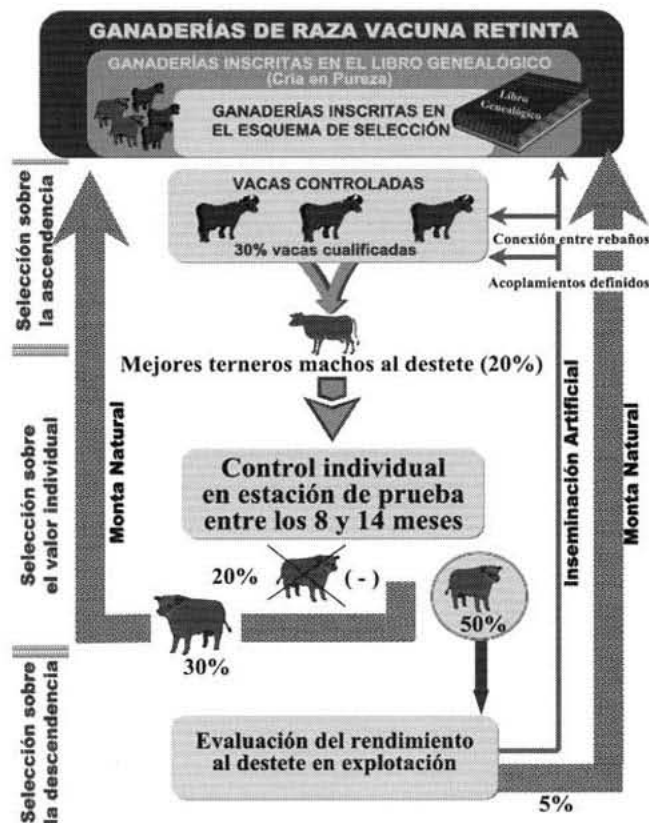 GANADERÍAS DE RAZA VACUNA RETINTA
GANADERÍAS INSCRITAS EN EL LIBRO GENEALÓGICO
(Cría en Pureza)
GANADERÍAS INSCRITAS EN
EL ESQUEMA DE SELECCIÓN
Libro
Genealógico
Selección sobre
la ascendencia
VACAS CONTROLADAS
30% vacas cualificadas
Conexión entre rebaños
Acoplamientos definidos
Mejores terneros machos al destete (20%)
Selección sobre
el valor individual
Monta Natural
Control individual
en estación de prueba
entre los 8 y 14 meses
Inseminación Artificial
Monta Natural
20%
( - )
30%
50%
Selección sobre
la descendencia
Evaluación del rendimiento
al destete en explotación
5%